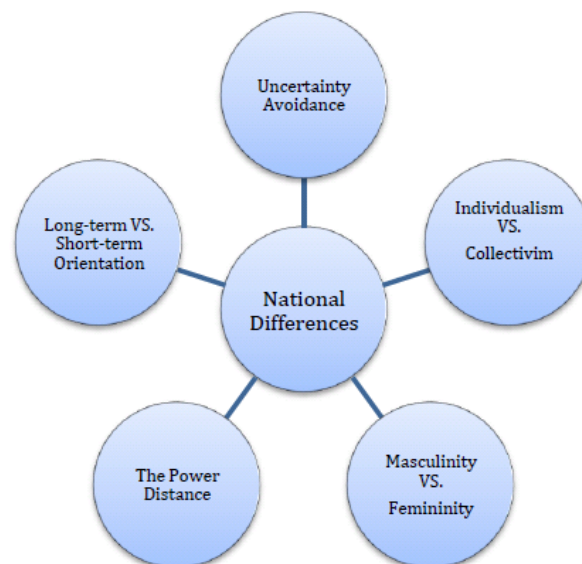 Uncertainty
Avoidance
Long-term VS.
Short-term
Orientation
Individualism
VS.
Collectivim
National
Differences
The Power
Distance
Masculinity
VS.
Femininity